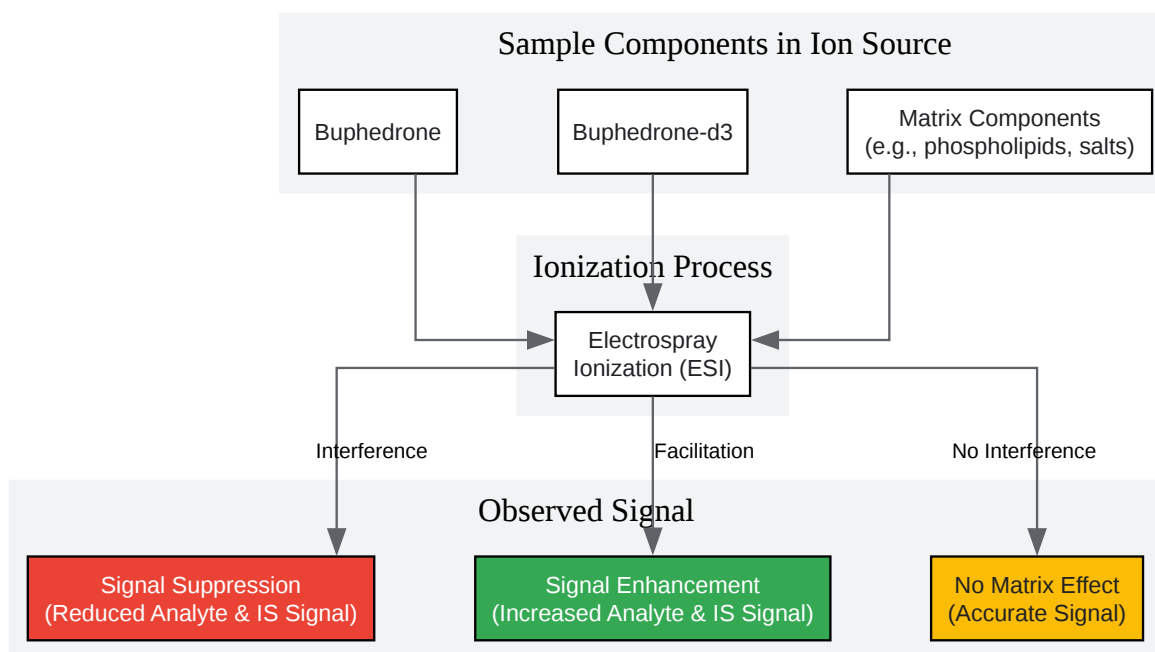 Sample Components in Ion Source
Buphedrone
Buphedrone-d3
Matrix Components
(e.g., phospholipids, salts)
Ionization Process
Electrospray
Ionization (ESI)
Interference
Facilitation
No Interference
Observed Signal
Signal Suppression
(Reduced Analyte & IS Signal)
Signal Enhancement
(Increased Analyte & IS Signal)
No Matrix Effect
(Accurate Signal)